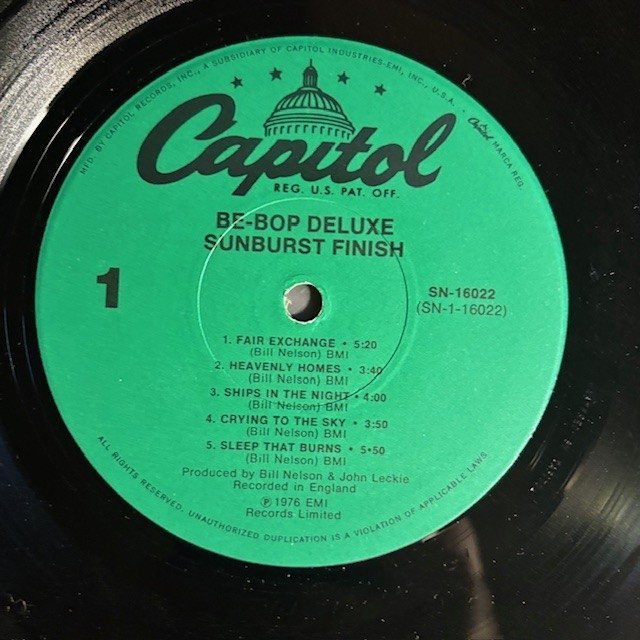 MFD. BY CAPITOL RECORDS, INC., A SUBSIDIARY OF CAPITOL INDUSTRIES-EMI, INC., U.S.A. • Capitol MARCA REG.
Capitol
REG. U.S. PAT. OFF.
BE-BOP DELUXE
SUNBURST FINISH
1
SN-16022
(SN-1-16022)
1. FAIR EXCHANGE • 5:20
(Bill Nelson) BMI
2. HEAVENLY HOMES • 3:40
(Bill Nelson) BMI
3. SHIPS IN THE NIGHT • 4:00
(Bill Nelson) BMI
4. CRYING TO THE SKY • 3:50
(Bill Nelson) BMI
5. SLEEP THAT BURNS • 5•50
(Bill Nelson) BMI
Produced by Bill Nelson & John Leckie
Recorded in England
Ⓟ 1976 EMI
Records Limited
ALL RIGHTS RESERVED. UNAUTHORIZED DUPLICATION IS A VIOLATION OF APPLICABLE LAWS.